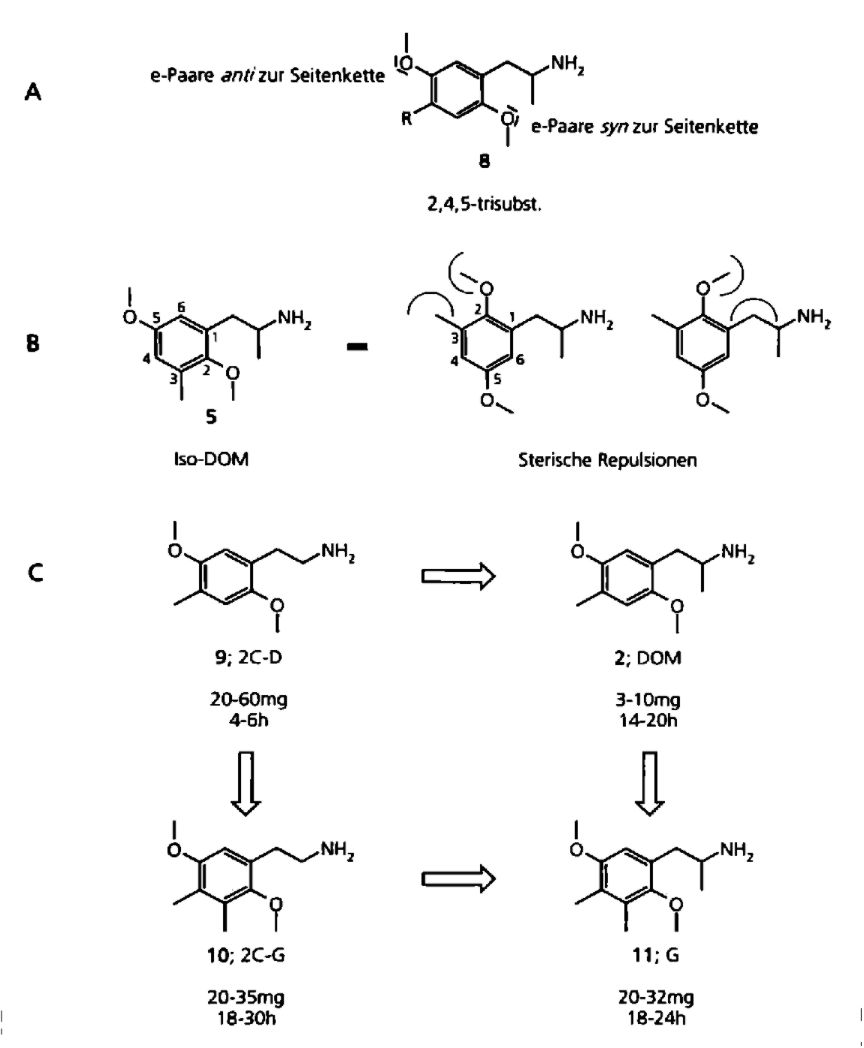 A
e-Paare anti zur Seitenkette
O
NH2
R
O
e-Paare syn zur Seitenkette
8
2,4,5-trisubst.
B
O
5
6
NH2
4
1
3
2
O
5
Iso-DOM
O
2
1
NH2
3
4
6
5
O
O
NH2
O
Sterische Repulsionen
C
O
NH2
O
9; 2C-D
20-60mg
4-6h
O
NH2
O
2; DOM
3-10mg
14-20h
O
NH2
O
10; 2C-G
20-35mg
18-30h
O
NH2
O
11; G
20-32mg
18-24h